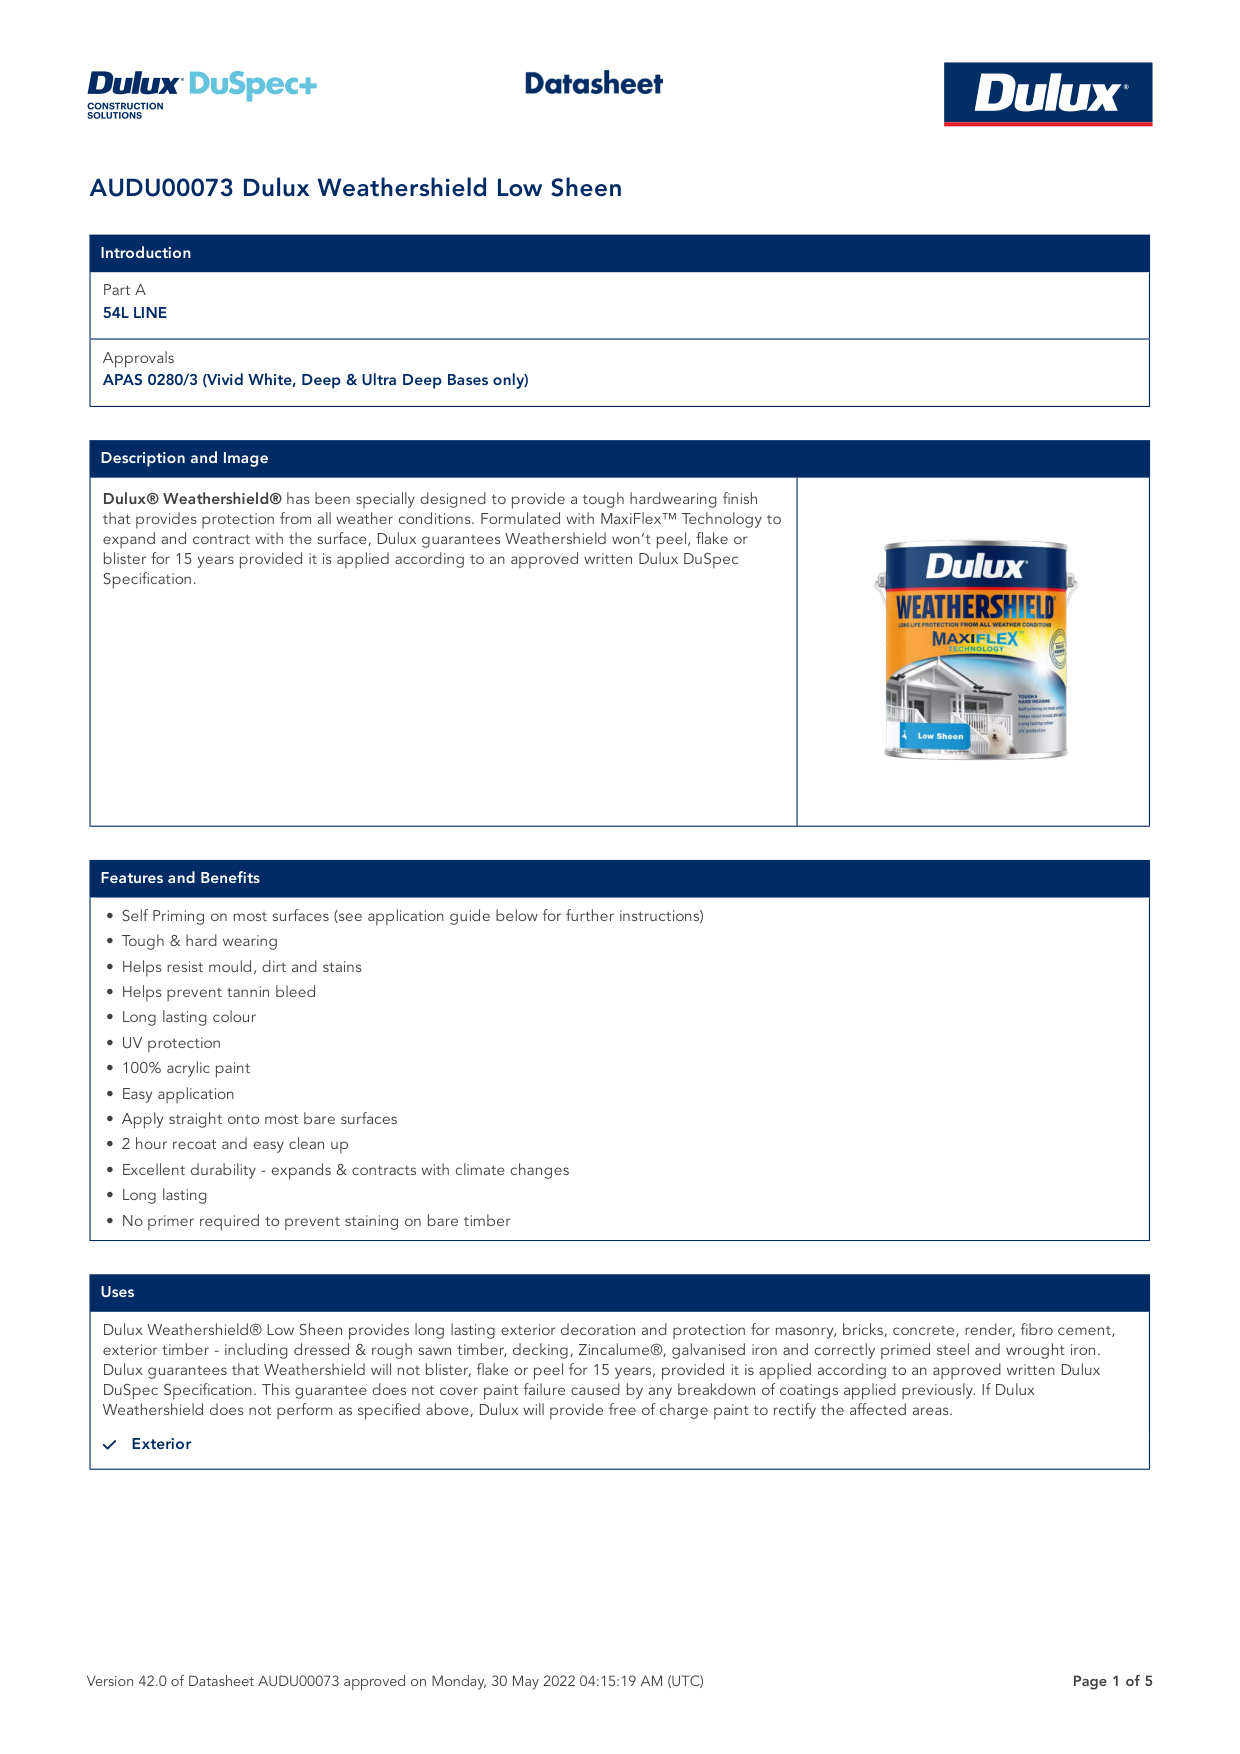 Dulux DuSpec+
CONSTRUCTION
SOLUTIONS
Datasheet
Dulux®
AUDU00073 Dulux Weathershield Low Sheen
Introduction
Part A
54L LINE
Approvals
APAS 0280/3 (Vivid White, Deep & Ultra Deep Bases only)
Description and Image
Dulux® Weathershield® has been specially designed to provide a tough hardwearing finish
that provides protection from all weather conditions. Formulated with MaxiFlex™ Technology to
expand and contract with the surface, Dulux guarantees Weathershield won’t peel, flake or
blister for 15 years provided it is applied according to an approved written Dulux DuSpec
Specification.
Dulux
WEATHERSHIELD
LONG LIFE PROTECTION FROM ALL WEATHER CONDITIONS
MAXIFLEX™
TECHNOLOGY
TOUGH &
HARD WEARING
Self priming on most surfaces
Long lasting colour
UV protection
Low Sheen
Features and Benefits
• Self Priming on most surfaces (see application guide below for further instructions)
• Tough & hard wearing
• Helps resist mould, dirt and stains
• Helps prevent tannin bleed
• Long lasting colour
• UV protection
• 100% acrylic paint
• Easy application
• Apply straight onto most bare surfaces
• 2 hour recoat and easy clean up
• Excellent durability - expands & contracts with climate changes
• Long lasting
• No primer required to prevent staining on bare timber
Uses
Dulux Weathershield® Low Sheen provides long lasting exterior decoration and protection for masonry, bricks, concrete, render, fibro cement,
exterior timber - including dressed & rough sawn timber, decking, Zincalume®, galvanised iron and correctly primed steel and wrought iron.
Dulux guarantees that Weathershield will not blister, flake or peel for 15 years, provided it is applied according to an approved written Dulux
DuSpec Specification. This guarantee does not cover paint failure caused by any breakdown of coatings applied previously. If Dulux
Weathershield does not perform as specified above, Dulux will provide free of charge paint to rectify the affected areas.
✓ Exterior
Version 42.0 of Datasheet AUDU00073 approved on Monday, 30 May 2022 04:15:19 AM (UTC)
Page 1 of 5